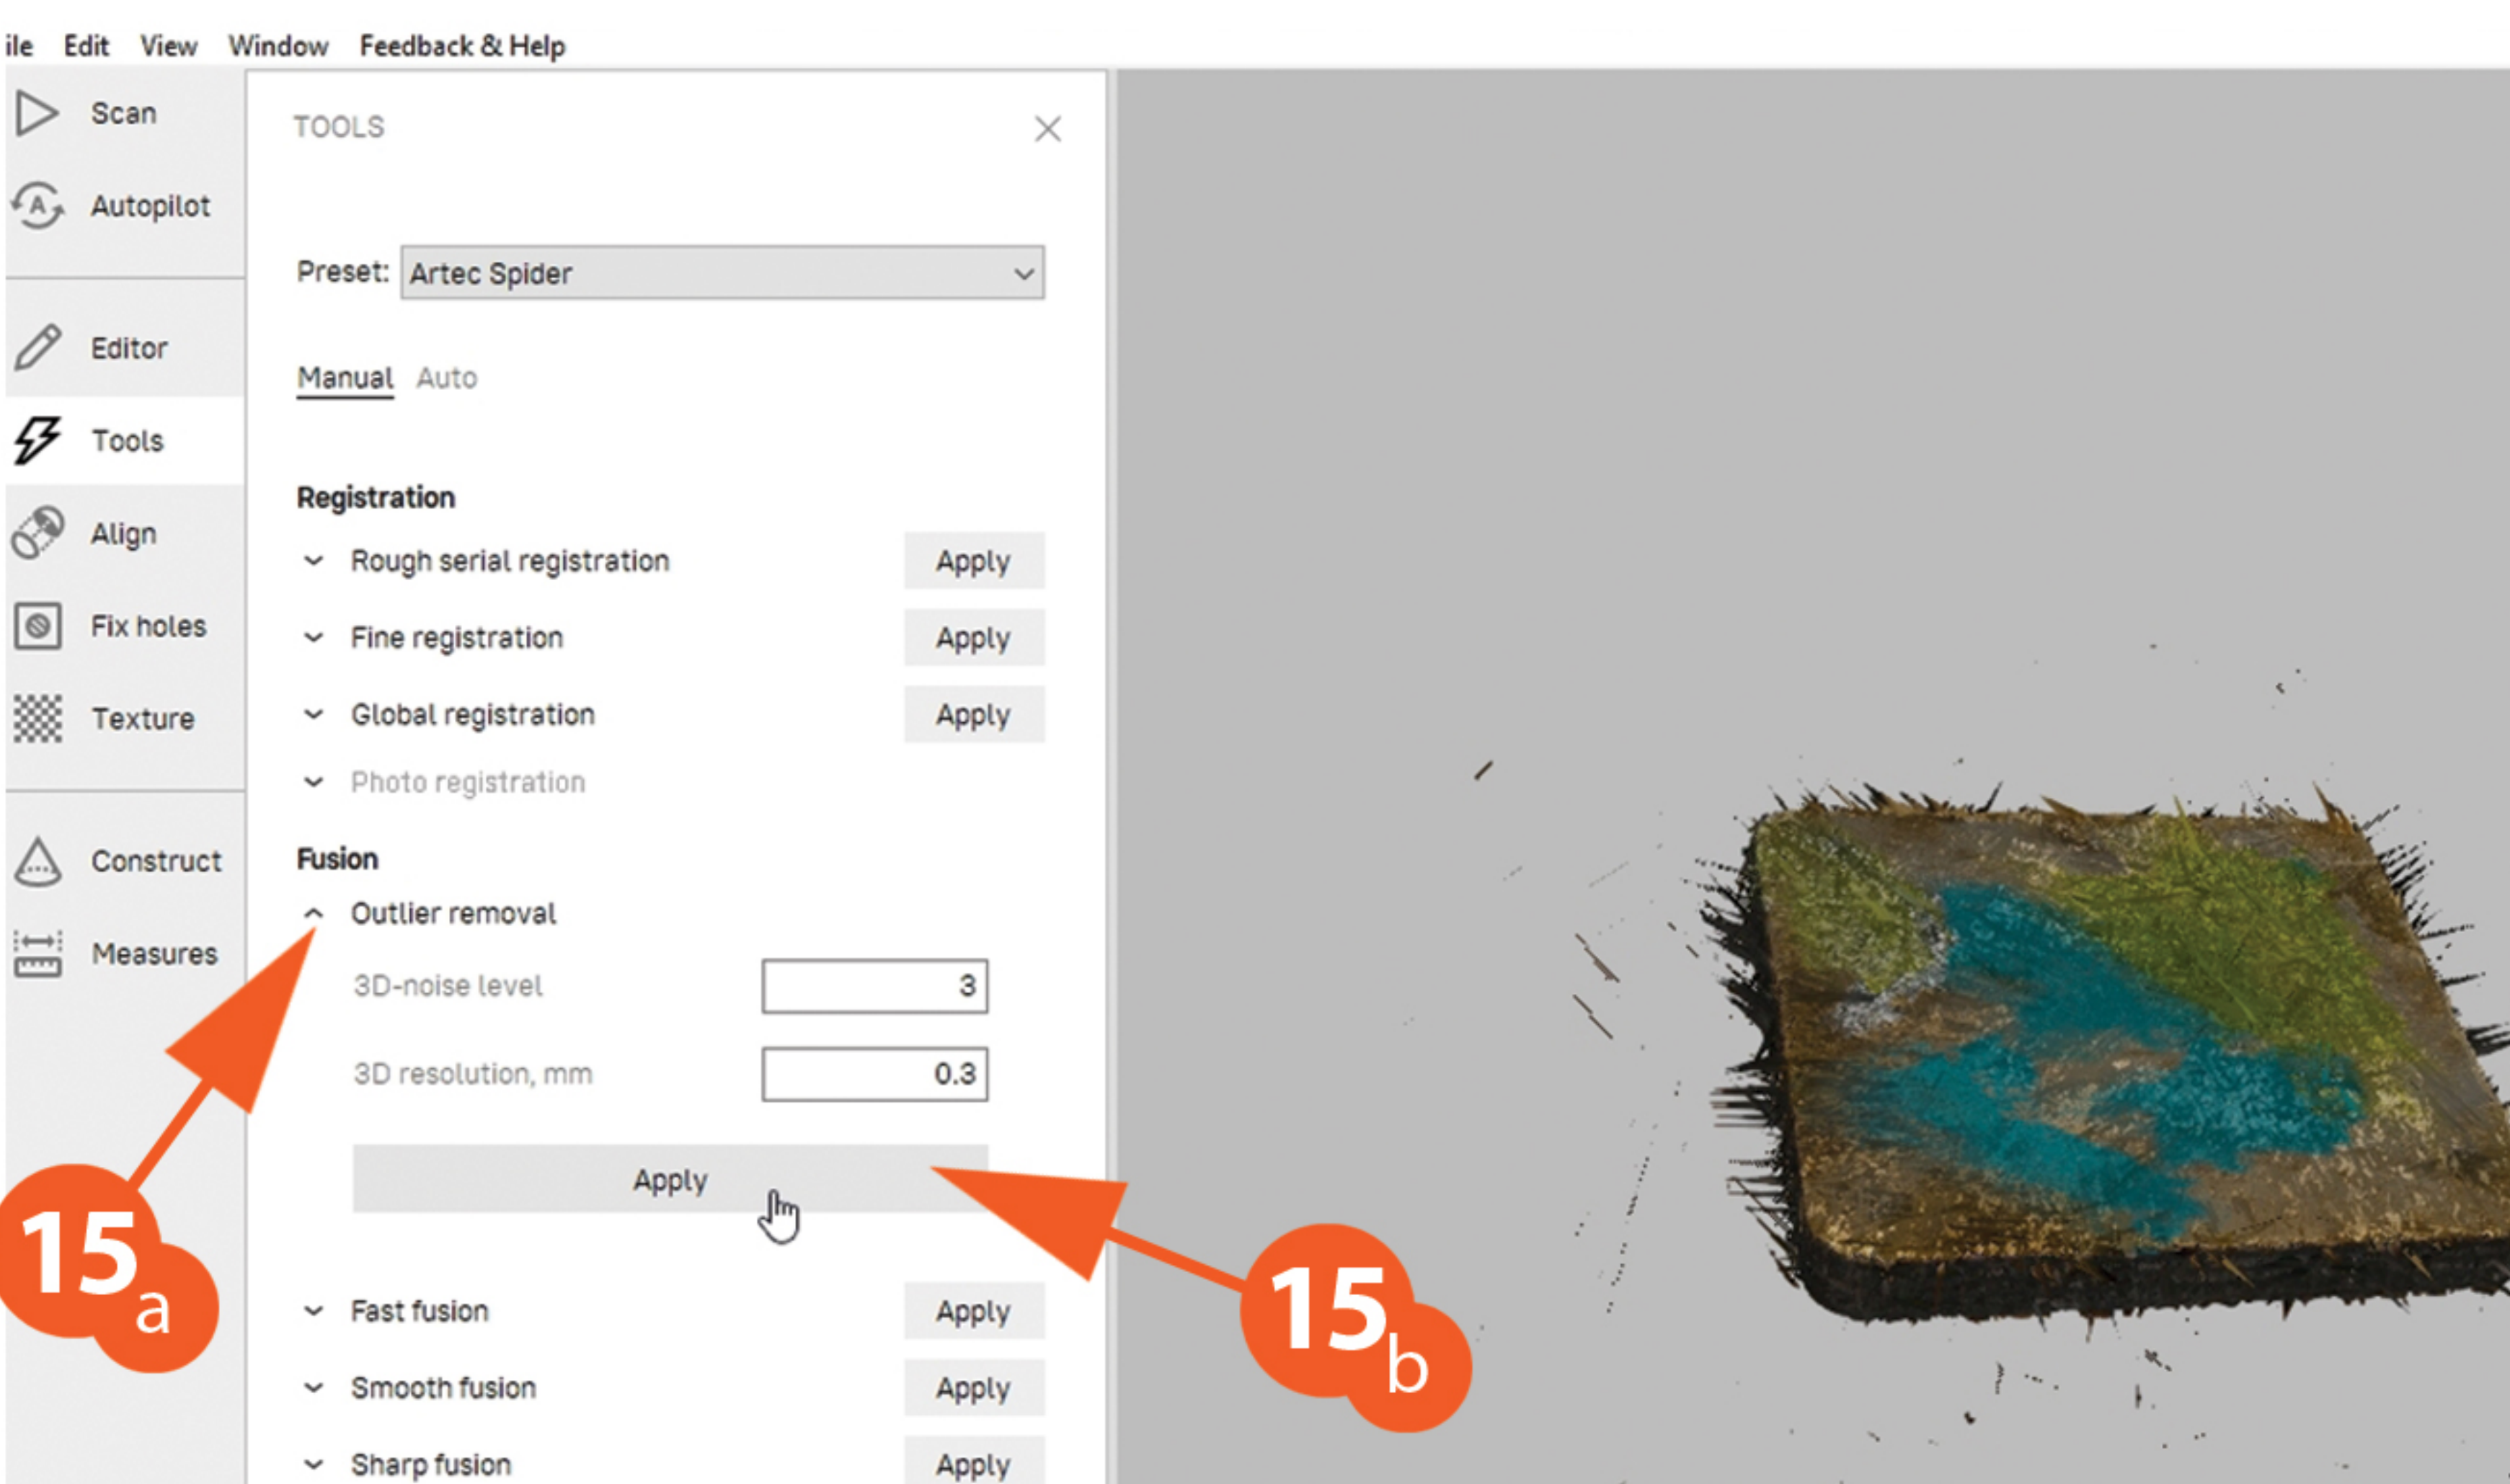 ile Edit View Window Feedback & Help
Scan
Autopilot
Editor
Tools
Align
Fix holes
Texture
Construct
Measures
TOOLS
Preset: Artec Spider
Manual Auto
Registration
Rough serial registration Apply
Fine registration Apply
Global registration Apply
Photo registration
Fusion
Outlier removal
3D-noise level 3
3D resolution, mm 0.3
Apply
Fast fusion Apply
Smooth fusion Apply
Sharp fusion Apply
15a
15b